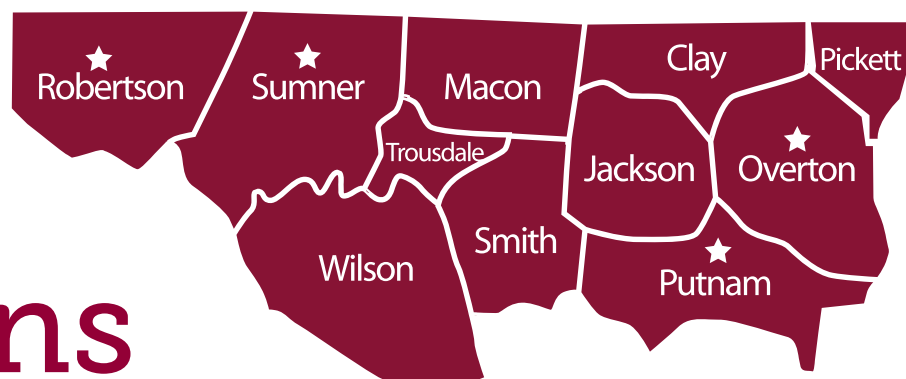 Robertson
Sumner
Macon
Clay
Pickett
Trousdale
Jackson
Overton
Smith
Wilson
Putnam
ns